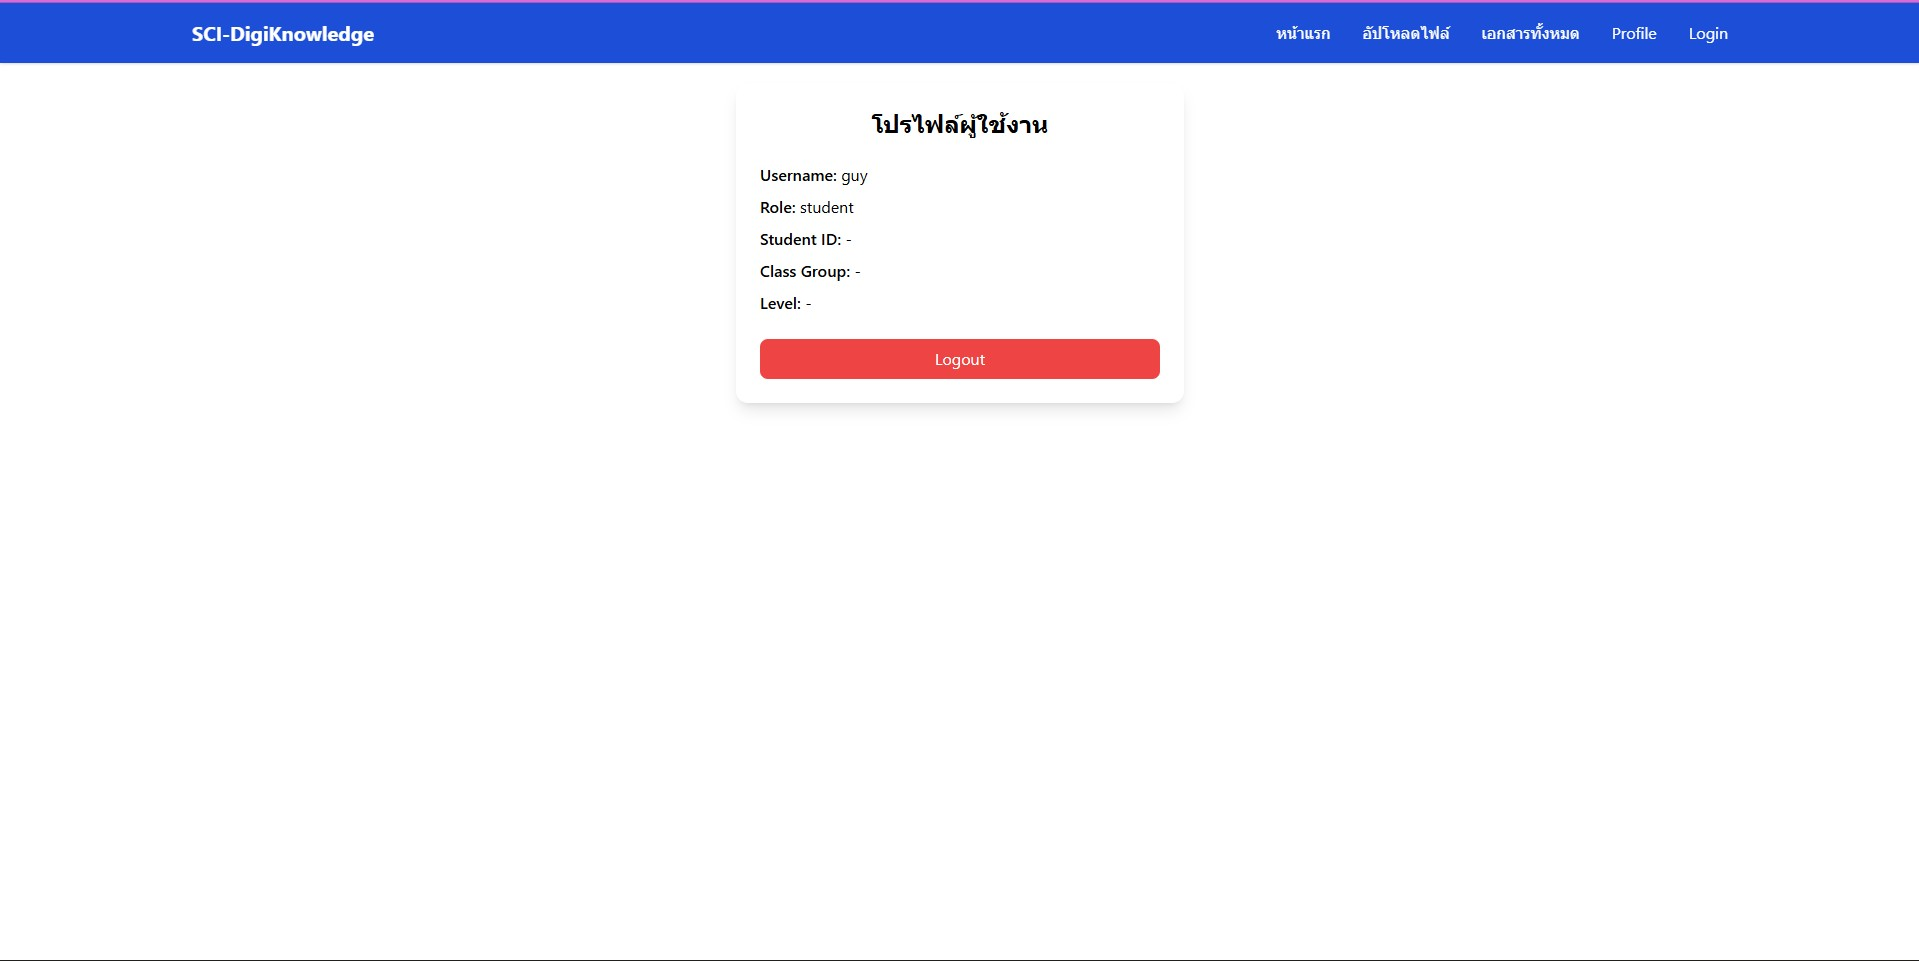 SCI-DigiKnowledge หน้าแรก อัปโหลดไฟล์ เอกสารทั้งหมด Profile Login
โปรไฟล์ผู้ใช้งาน
Username: guy
Role: student
Student ID: -
Class Group: -
Level: -
Logout